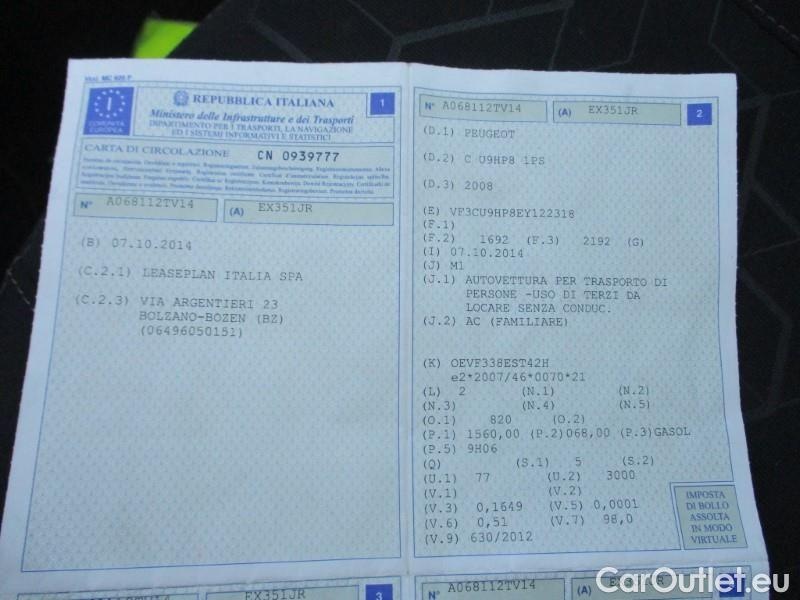 Mod. MC 820 F
I
COMUNITÀ
EUROPEA
REPUBBLICA ITALIANA
1
Ministero delle Infrastrutture e dei Trasporti
DIPARTIMENTO PER I TRASPORTI, LA NAVIGAZIONE
ED I SISTEMI INFORMATIVI E STATISTICI
CARTA DI CIRCOLAZIONE CN 0939777
N° A068112TV14 (A) EX351JR
(B) 07.10.2014
(C.2.1) LEASEPLAN ITALIA SPA
(C.2.3) VIA ARGENTIERI 23
BOLZANO-BOZEN (BZ)
(06496050151)
N° A068112TV14 (A) EX351JR 2
(D.1) PEUGEOT
(D.2) C U9HP8 1PS
(D.3) 2008
(E) VF3CU9HP8EY122318
(F.1)
(F.2) 1692 (F.3) 2192 (G)
(I) 07.10.2014
(J) M1
(J.1) AUTOVETTURA PER TRASPORTO DI
PERSONE -USO DI TERZI DA
LOCARE SENZA CONDUC.
(J.2) AC (FAMILIARE)
(K) OEVF338EST42H
e2*2007/46*0070*21
(L) 2 (N.1) (N.2)
(N.3) (N.4) (N.5)
(O.1) 820 (O.2)
(P.1) 1560,00 (P.2)068,00 (P.3)GASOL
(P.5) 9H06
(Q) (S.1) 5 (S.2)
(U.1) 77 (U.2) 3000
(V.1) (V.2)
(V.3) 0,1649 (V.5) 0,0001
(V.6) 0,51 (V.7) 98,0
(V.9) 630/2012
IMPOSTA
DI BOLLO
ASSOLTA
IN MODO
VIRTUALE
A068112TV14 EX351JR 3
N° A068112TV14 (A) EX351JR
CarOutlet.eu